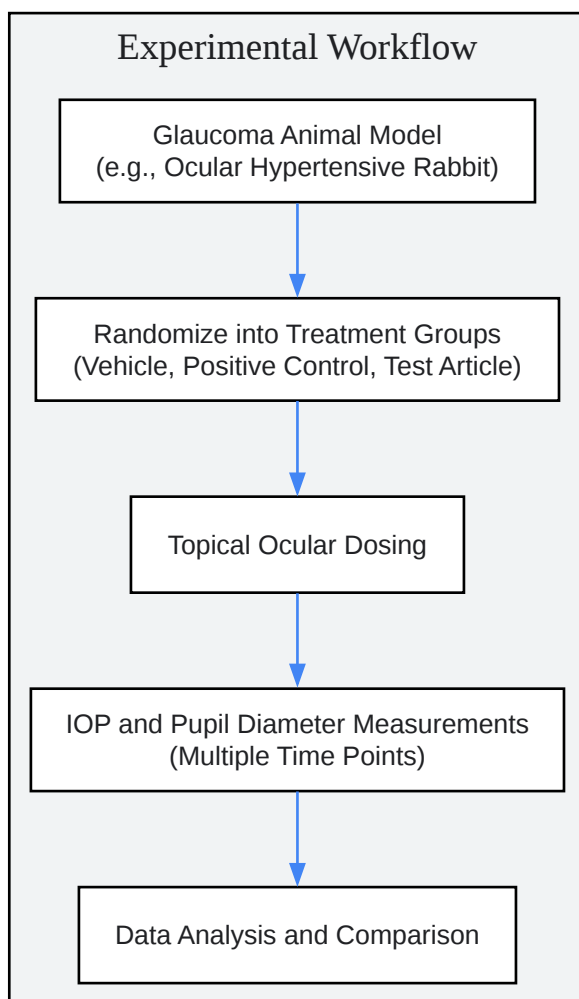 Experimental Workflow
Glaucoma Animal Model
(e.g., Ocular Hypertensive Rabbit)
Randomize into Treatment Groups
(Vehicle, Positive Control, Test Article)
Topical Ocular Dosing
IOP and Pupil Diameter Measurements
(Multiple Time Points)
Data Analysis and Comparison